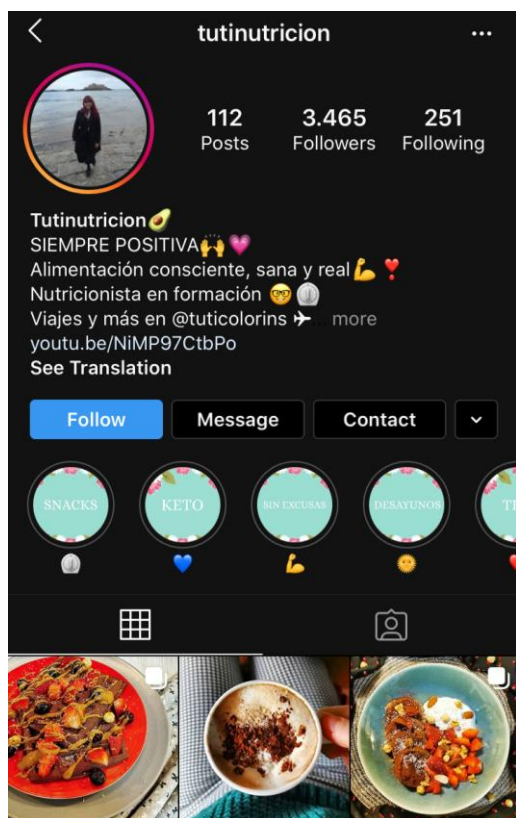 tutinutricion
112 3.465 251
Posts Followers Following
Tutinutricion🥑
SIEMPRE POSITIVA🙌💗
Alimentación consciente, sana y real💪❣️
Nutricionista en formación 🤓
Viajes y más en @tuticolorins ✈... more
youtu.be/NiMP97CtbPo
See Translation
Follow Message Contact
SNACKS KETO SIN EXCUSAS DESAYUNOS